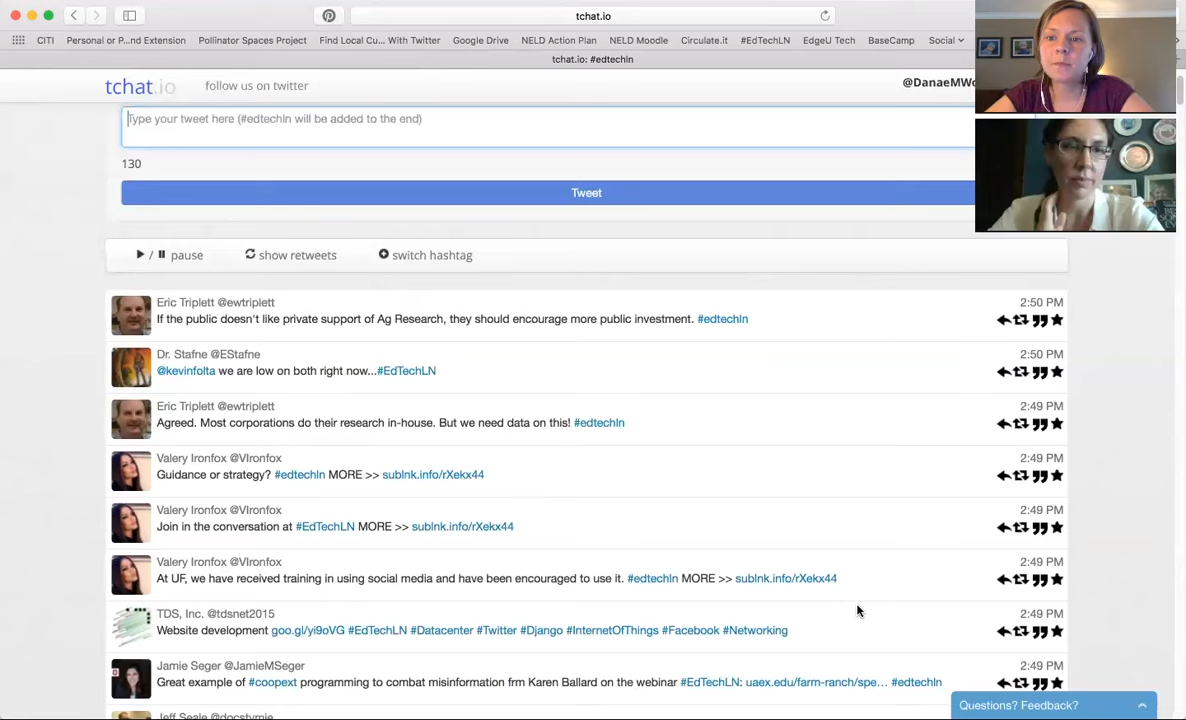 tchat.io
CITI Personal or P...nd Extension Pollinator Spaces Project Find Local Cu... With Twitter Google Drive NELD Action Plan NELD Moodle Circulate.it #EdTechLN EdgeU Tech BaseCamp Social
tchat.io: #edtechln
tchat.io follow us on twitter @DanaeMWo
Type your tweet here (#edtechln will be added to the end)
130
Tweet
/ pause show retweets switch hashtag
Eric Triplett @ewtriplett 2:50 PM
If the public doesn't like private support of Ag Research, they should encourage more public investment. #edtechln
Dr. Stafne @EStafne 2:50 PM
@kevinfolta we are low on both right now...#EdTechLN
Eric Triplett @ewtriplett 2:49 PM
Agreed. Most corporations do their research in-house. But we need data on this! #edtechln
Valery Ironfox @VIronfox 2:49 PM
Guidance or strategy? #edtechln MORE >> sublnk.info/rXekx44
Valery Ironfox @VIronfox 2:49 PM
Join in the conversation at #EdTechLN MORE >> sublnk.info/rXekx44
Valery Ironfox @VIronfox 2:49 PM
At UF, we have received training in using social media and have been encouraged to use it. #edtechln MORE >> sublnk.info/rXekx44
TDS, Inc. @tdsnet2015 2:49 PM
Website development goo.gl/yi9oVG #EdTechLN #Datacenter #Twitter #Django #InternetOfThings #Facebook #Networking
Jamie Seger @JamieMSeger 2:49 PM
Great example of #coopext programming to combat misinformation frm Karen Ballard on the webinar #EdTechLN: uaex.edu/farm-ranch/spe... #edtechln
Jeff Seale @docstymie
Questions? Feedback?